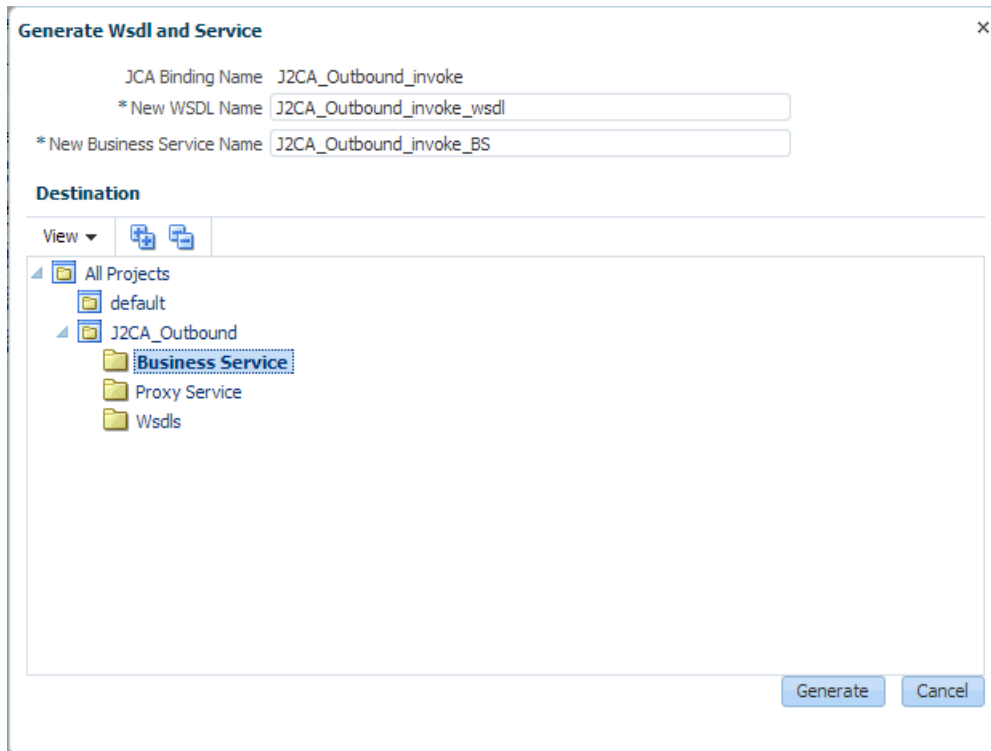 Generate Wsdl and Service
JCA Binding Name J2CA_Outbound_invoke
* New WSDL Name J2CA_Outbound_invoke_wsdl
* New Business Service Name J2CA_Outbound_invoke_BS
Destination
View
All Projects
default
J2CA_Outbound
Business Service
Proxy Service
Wsdls
Generate Cancel